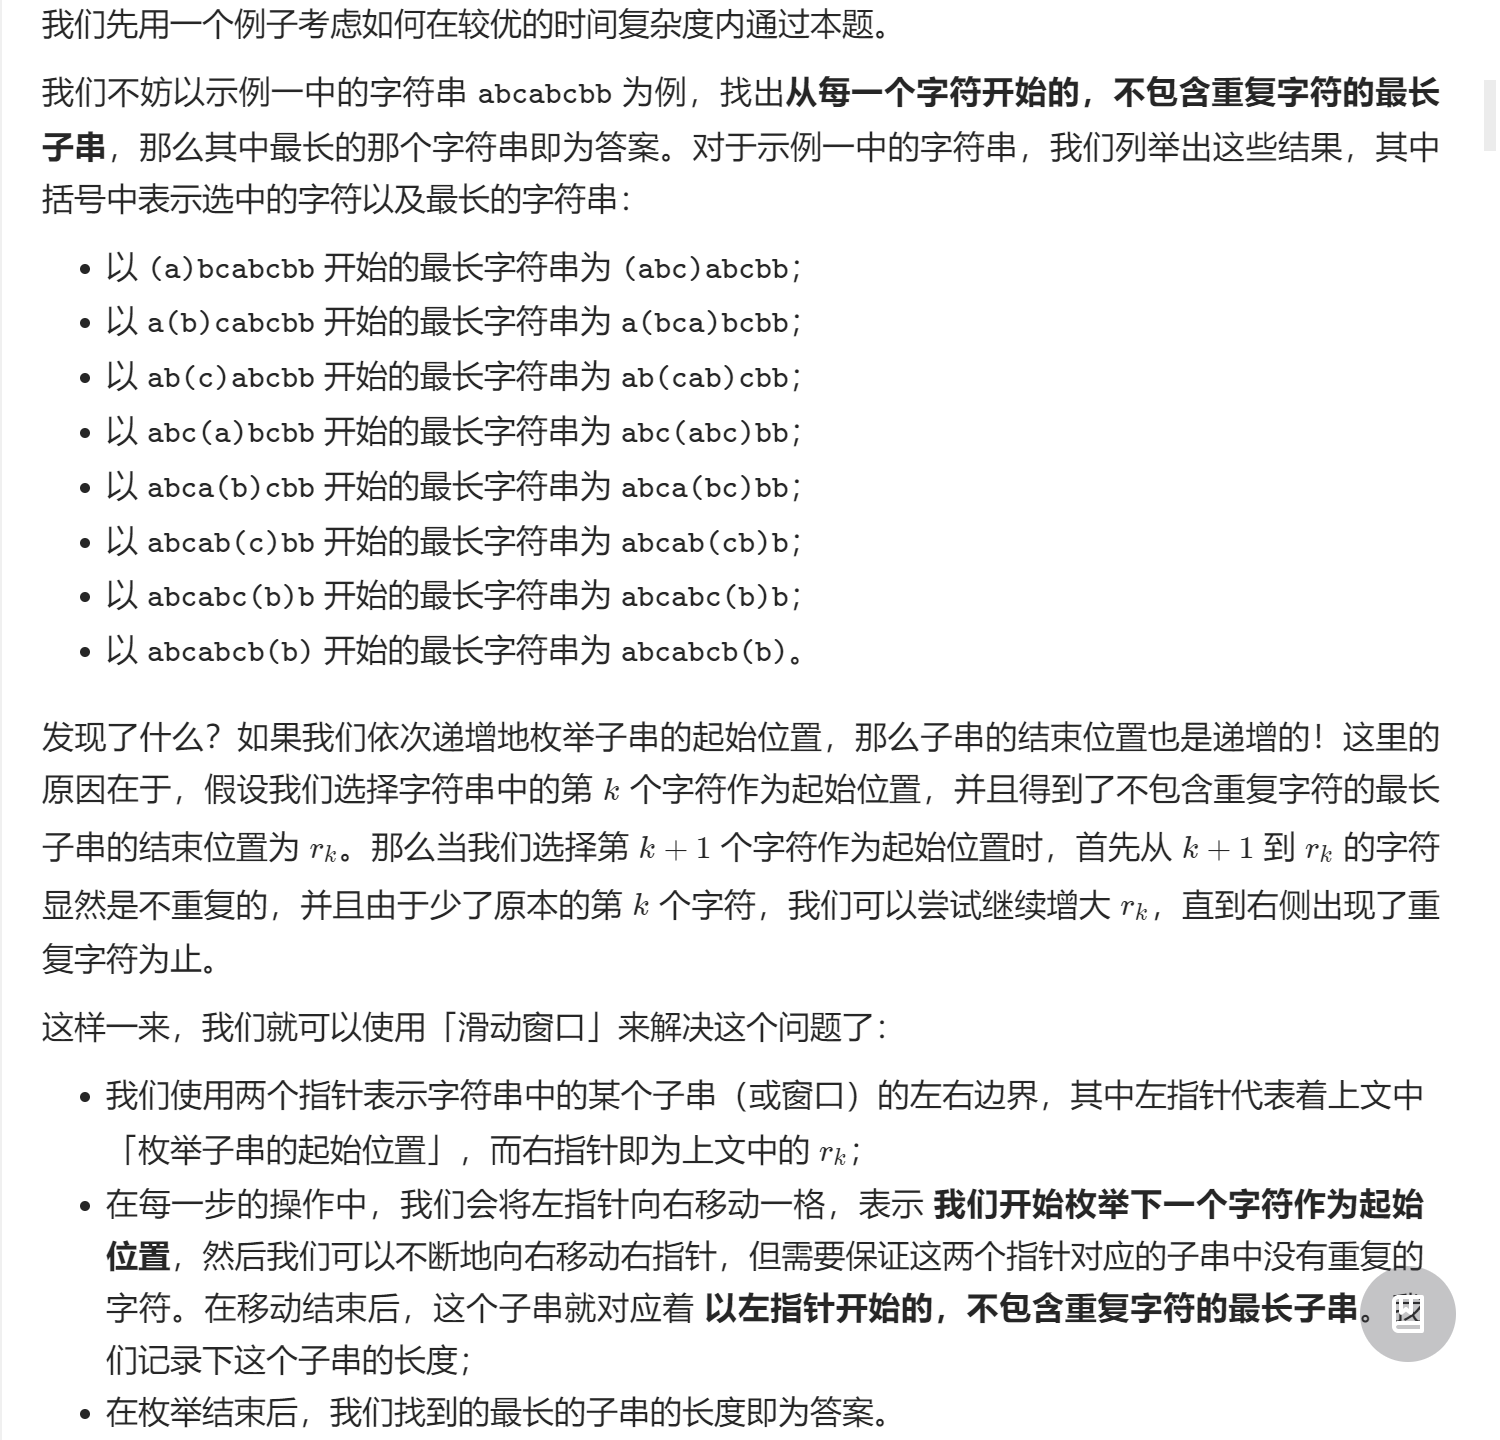 我们先用一个例子考虑如何在较优的时间复杂度内通过本题。
我们不妨以示例一中的字符串 abcabcbb 为例，找出从每一个字符开始的，不包含重复字符的最长
子串，那么其中最长的那个字符串即为答案。对于示例一中的字符串，我们列举出这些结果，其中
括号中表示选中的字符以及最长的字符串：
• 以 (a)bcabcbb 开始的最长字符串为 (abc)abcbb；
• 以 a(b)cabcbb 开始的最长字符串为 a(bca)bcbb；
• 以 ab(c)abcbb 开始的最长字符串为 ab(cab)cbb；
• 以 abc(a)bcbb 开始的最长字符串为 abc(abc)bb；
• 以 abca(b)cbb 开始的最长字符串为 abca(bc)bb；
• 以 abcab(c)bb 开始的最长字符串为 abcab(cb)b；
• 以 abcabc(b)b 开始的最长字符串为 abcabc(b)b；
• 以 abcabcb(b) 开始的最长字符串为 abcabcb(b)。
发现了什么？如果我们依次递增地枚举子串的起始位置，那么子串的结束位置也是递增的！这里的
原因在于，假设我们选择字符串中的第 k 个字符作为起始位置，并且得到了不包含重复字符的最长
子串的结束位置为 rₖ。那么当我们选择第 k + 1 个字符作为起始位置时，首先从 k + 1 到 rₖ 的字符
显然是不重复的，并且由于少了原本的第 k 个字符，我们可以尝试继续增大 rₖ，直到右侧出现了重
复字符为止。
这样一来，我们就可以使用「滑动窗口」来解决这个问题了：
• 我们使用两个指针表示字符串中的某个子串（或窗口）的左右边界，其中左指针代表着上文中
「枚举子串的起始位置」，而右指针即为上文中的 rₖ；
• 在每一步的操作中，我们会将左指针向右移动一格，表示 我们开始枚举下一个字符作为起始
位置，然后我们可以不断地向右移动右指针，但需要保证这两个指针对应的子串中没有重复的
字符。在移动结束后，这个子串就对应着 以左指针开始的，不包含重复字符的最长子串。我
们记录下这个子串的长度；
• 在枚举结束后，我们找到的最长的子串的长度即为答案。